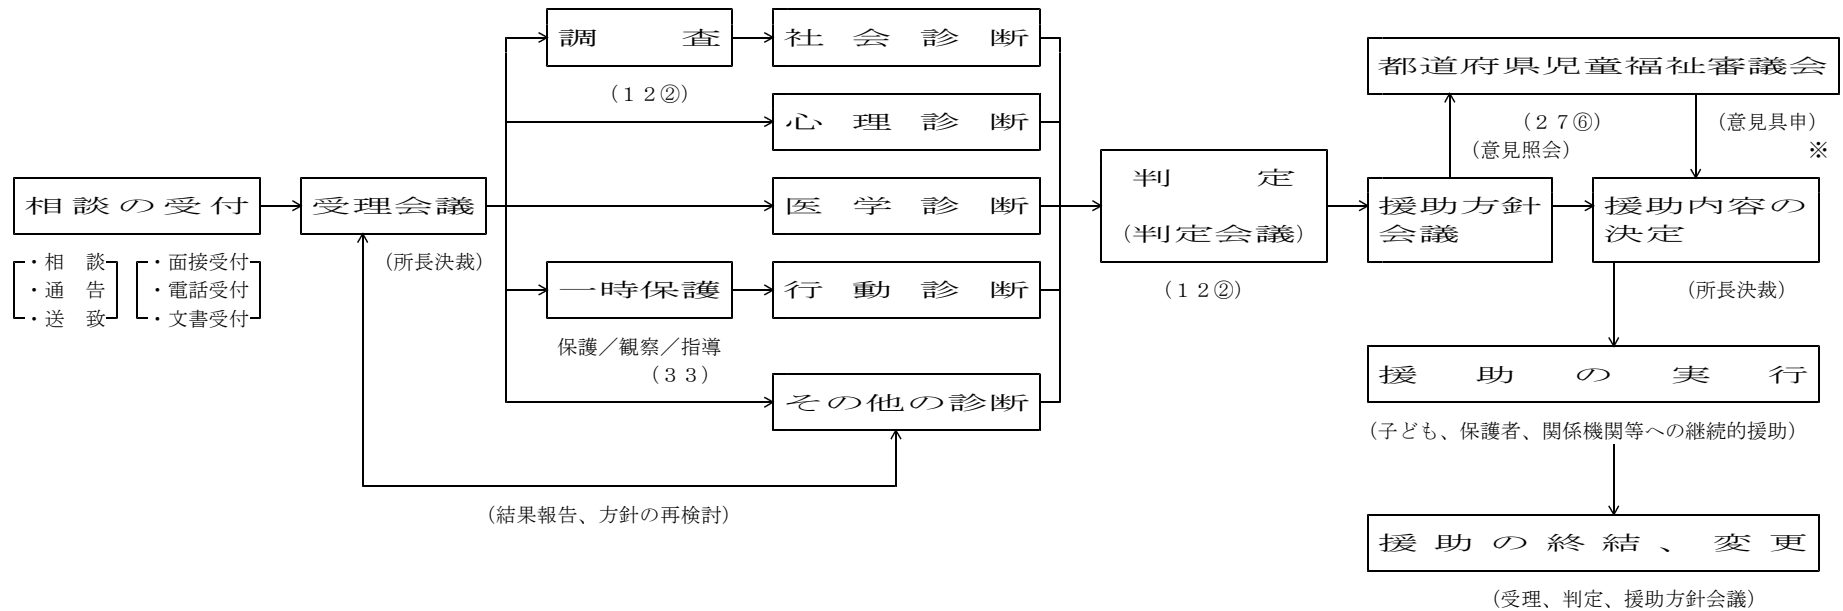 相談の受付
・相　談
・通　告
・送　致
・面接受付
・電話受付
・文書受付
受理会議
（所長決裁）
調　　査
（１２②）
社会診断
心理診断
医学診断
一時保護
保護／観察／指導
（３３）
行動診断
その他の診断
（結果報告、方針の再検討）
判　　定
（判定会議）
（１２②）
都道府県児童福祉審議会
（２７⑥）
（意見照会）
（意見具申）
※
援助方針
会議
援助内容の
決定
（所長決裁）
援助の実行
（子ども、保護者、関係機関等への継続的援助）
援助の終結、変更
（受理、判定、援助方針会議）